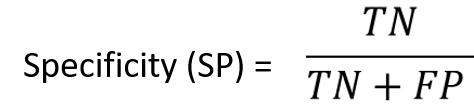 TN
Specificity (SP) =
TN + FP